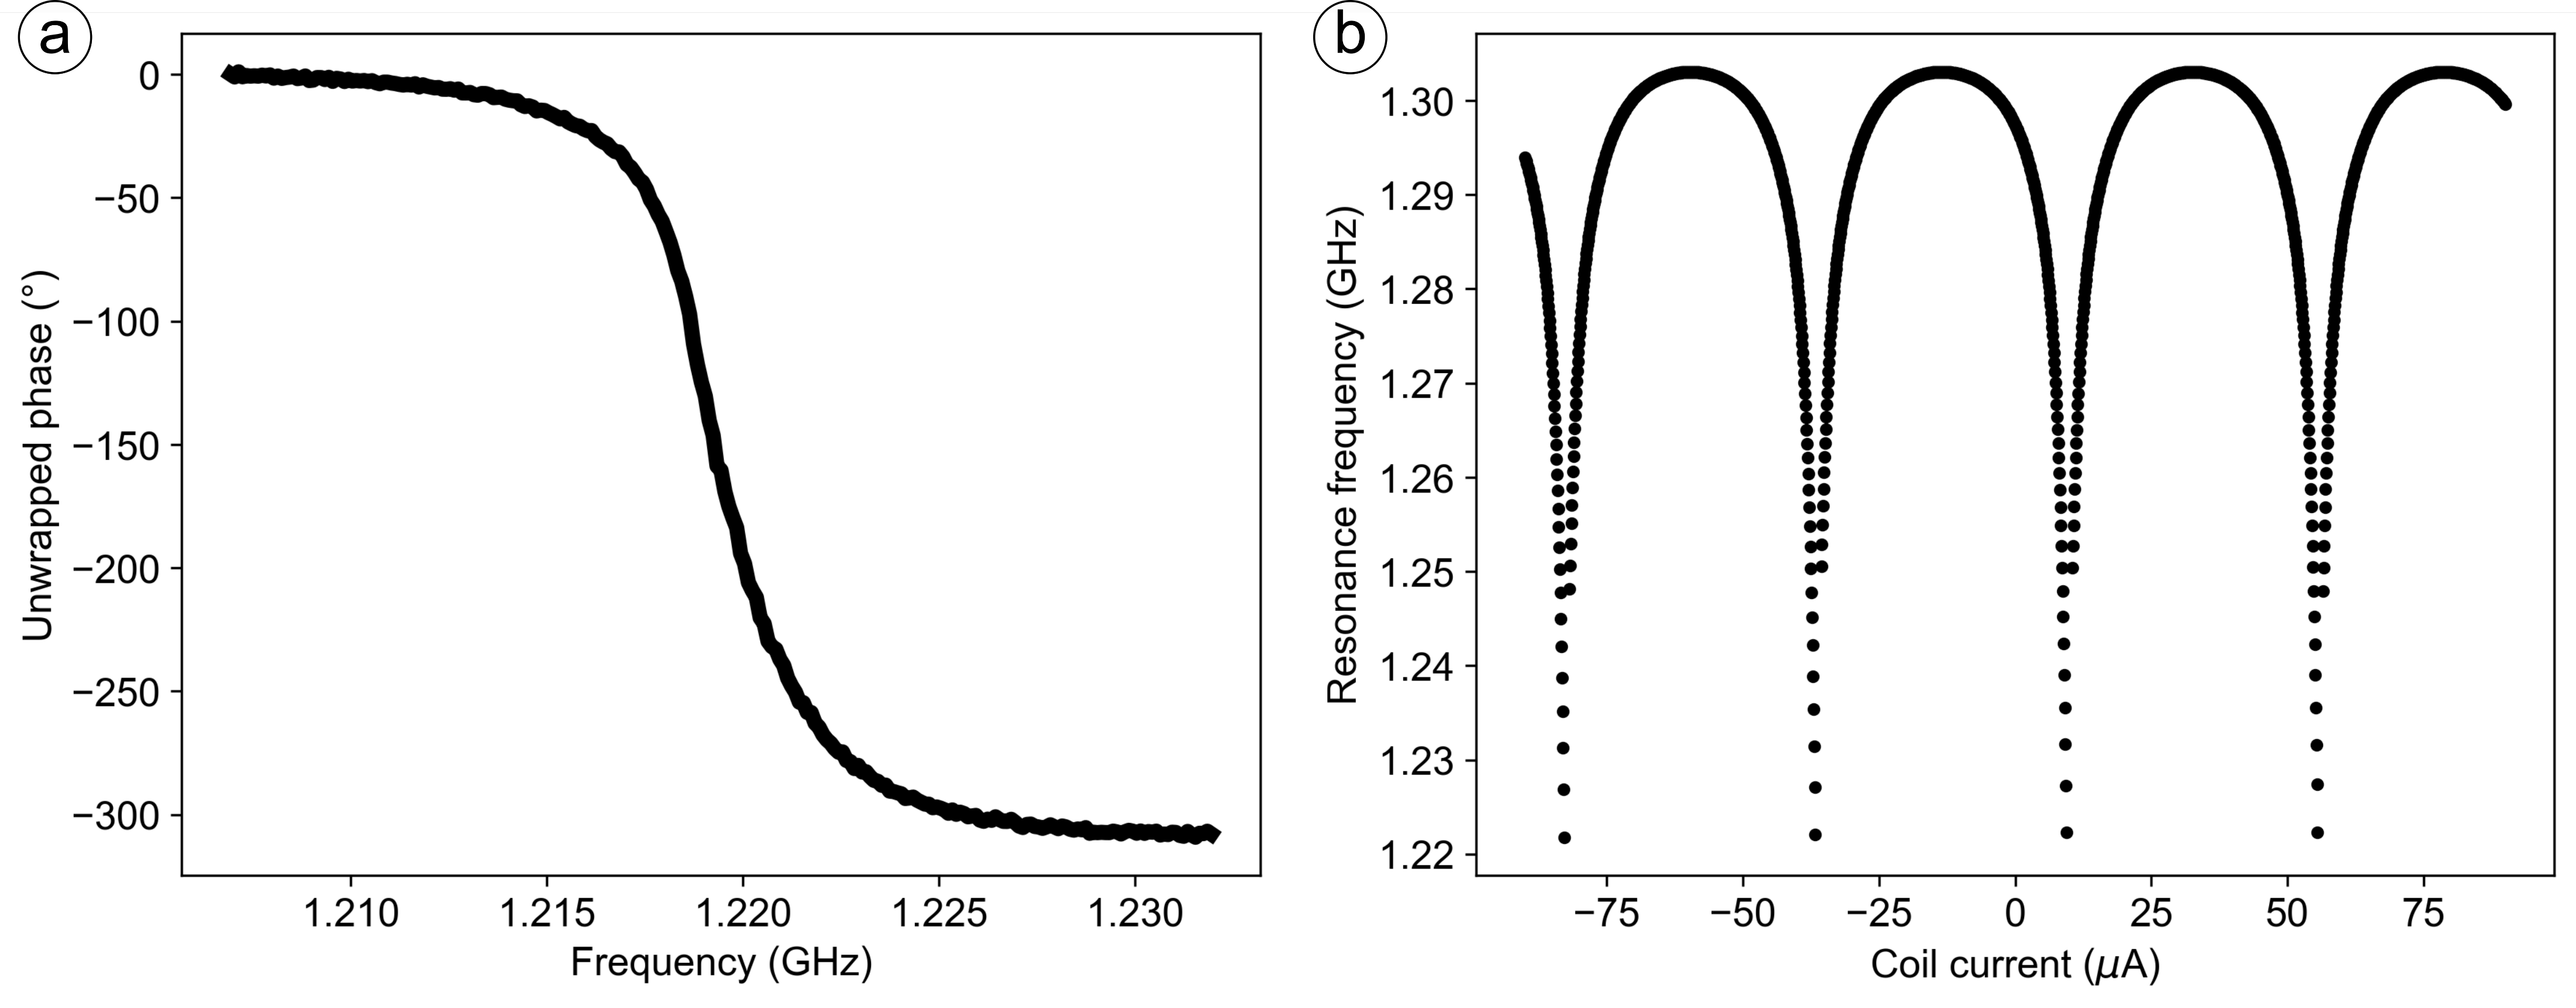 a
0
−50
−100
−150
−200
−250
−300
Unwrapped phase (°)
1.210 1.215 1.220 1.225 1.230
Frequency (GHz)
b
1.30
1.29
1.28
1.27
1.26
1.25
1.24
1.23
1.22
Resonance frequency (GHz)
−75 −50 −25 0 25 50 75
Coil current (μA)